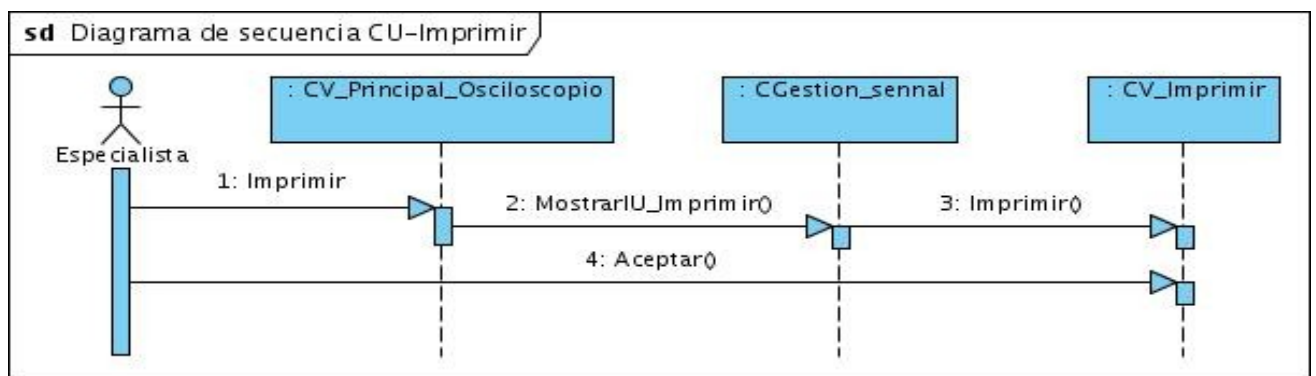 sd Diagrama de secuencia CU-Imprimir
: CV_Principal_Osciloscopio
: CGestion_sennal
: CV_Imprimir
Especialista
1: Imprimir
2: MostrarIU_Imprimir()
3: Imprimir()
4: Aceptar()